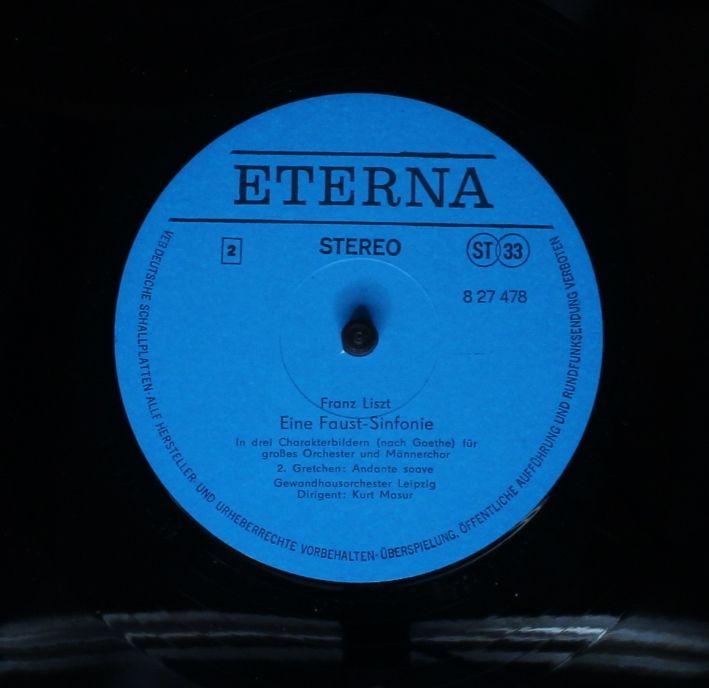 ETERNA
2
STEREO
ST 33
8 27 478
Franz Liszt
Eine Faust-Sinfonie
In drei Charakterbildern (nach Goethe) für
großes Orchester und Männerchor
2. Gretchen: Andante soave
Gewandhausorchester Leipzig
Dirigent: Kurt Masur
VEB DEUTSCHE SCHALLPLATTEN · ALLE HERSTELLER- UND URHEBERRECHTE VORBEHALTEN · ÜBERSPIELUNG, ÖFFENTLICHE AUFFÜHRUNG UND RUNDFUNKSENDUNG VERBOTEN